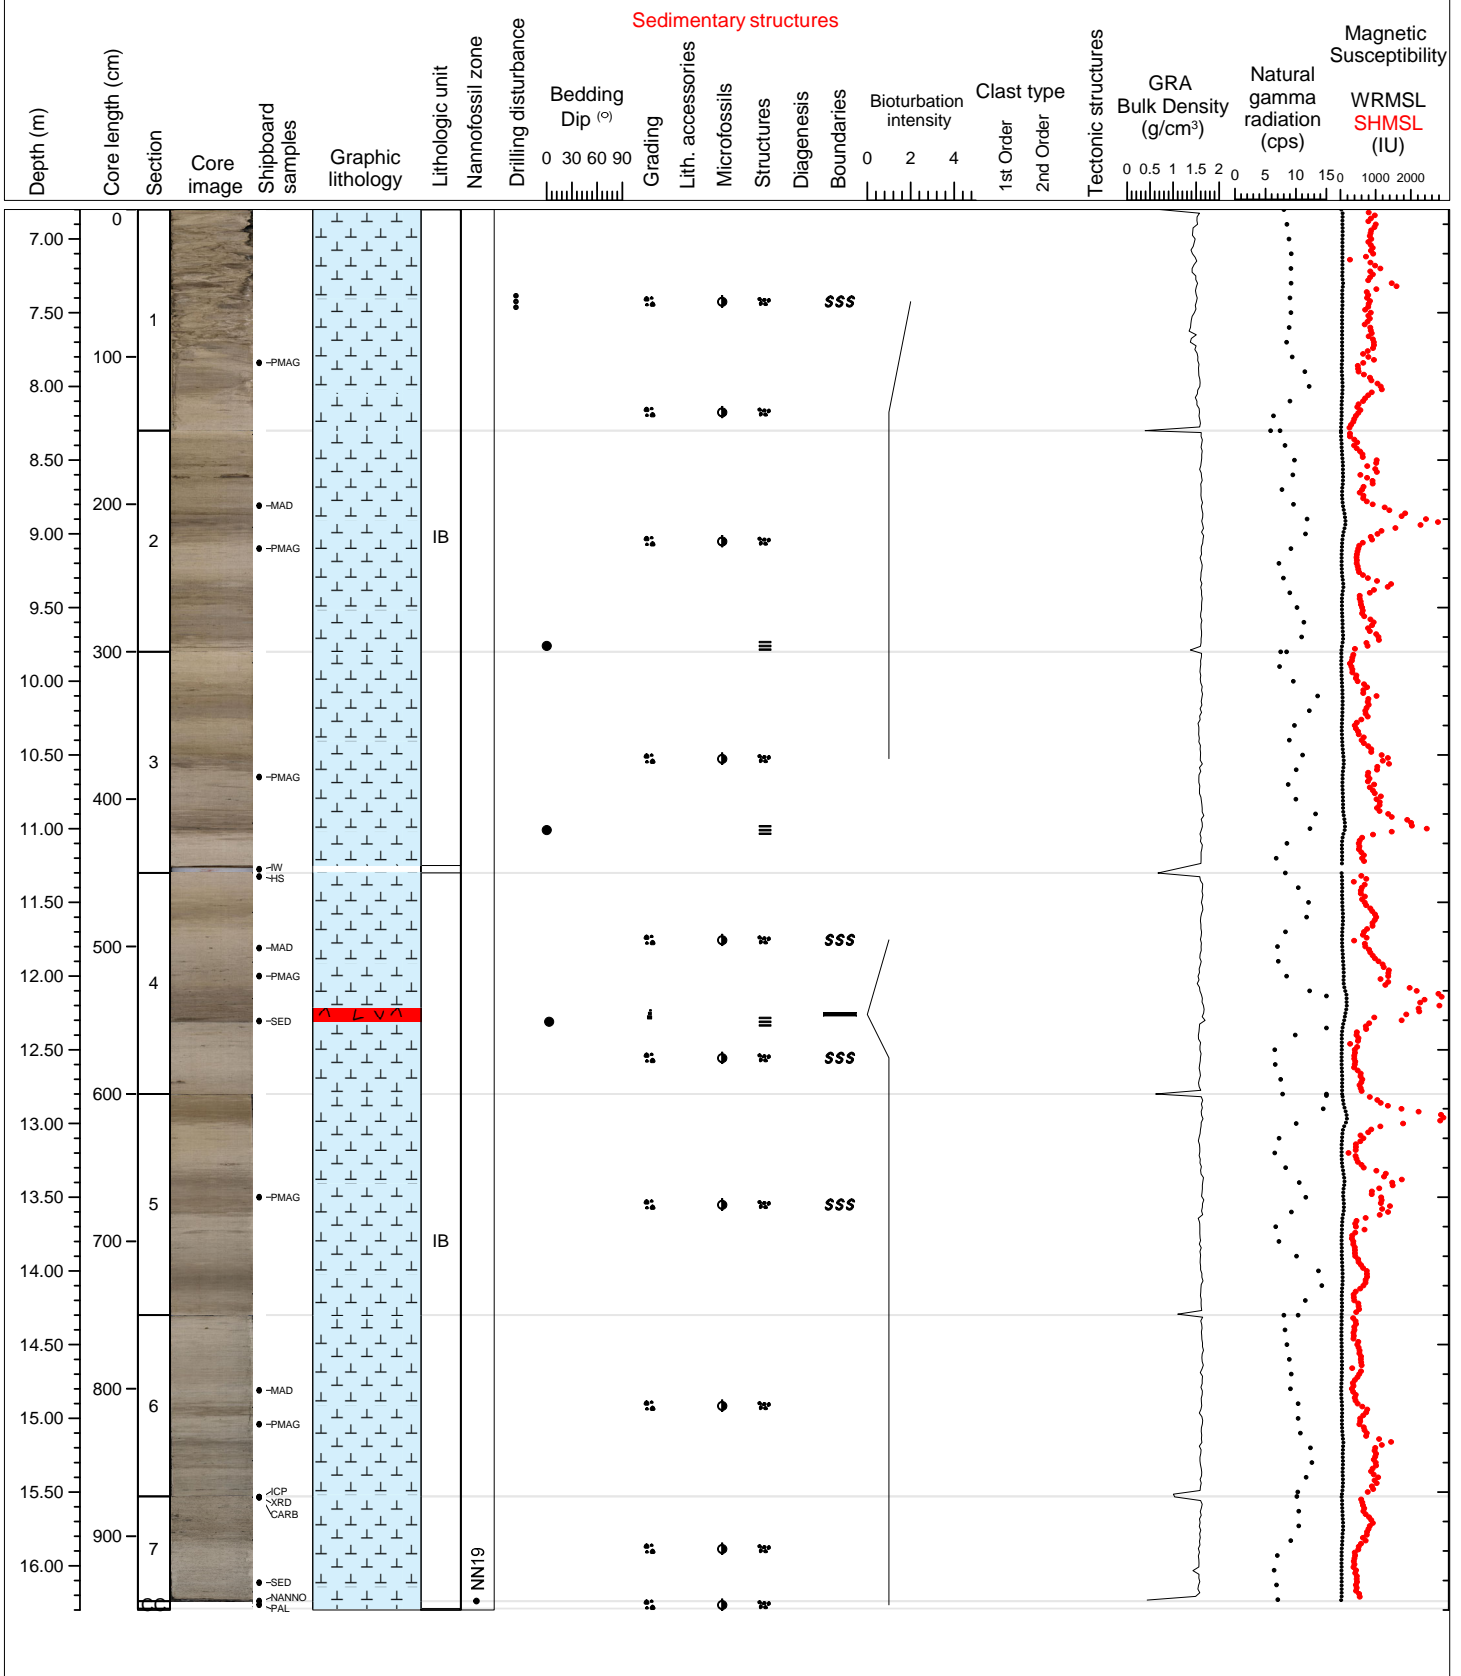 Sedimentary structures
Depth (m)
Core length (cm)
Section
Core
image
Shipboard
samples
Graphic
lithology
Lithologic unit
Nannofossil zone
Drilling disturbance
Bedding
Dip (o)
0 30 60 90
Grading
Lith. accessories
Microfossils
Structures
Diagenesis
Boundaries
Bioturbation
intensity
0 2 4
Clast type
1st Order
2nd Order
Tectonic structures
GRA
Bulk Density
(g/cm³)
0 0.5 1 1.5 2
Natural
gamma
radiation
(cps)
0 5 10 15
Magnetic
Susceptibility
WRMSL
SHMSL
(IU)
0 1000 2000
0
7.00
7.50
1
100
PMAG
8.00
8.50
200
MAD
9.00
2
IB
PMAG
9.50
300
10.00
10.50
3
PMAG
400
11.00
IW
HS
11.50
500
MAD
12.00
4
PMAG
SED
12.50
600
13.00
13.50
5
PMAG
700
IB
14.00
14.50
800
MAD
15.00
6
PMAG
15.50
ICP
XRD
CARB
900
7
16.00
NN19
SED
NANNO
CC
PAL